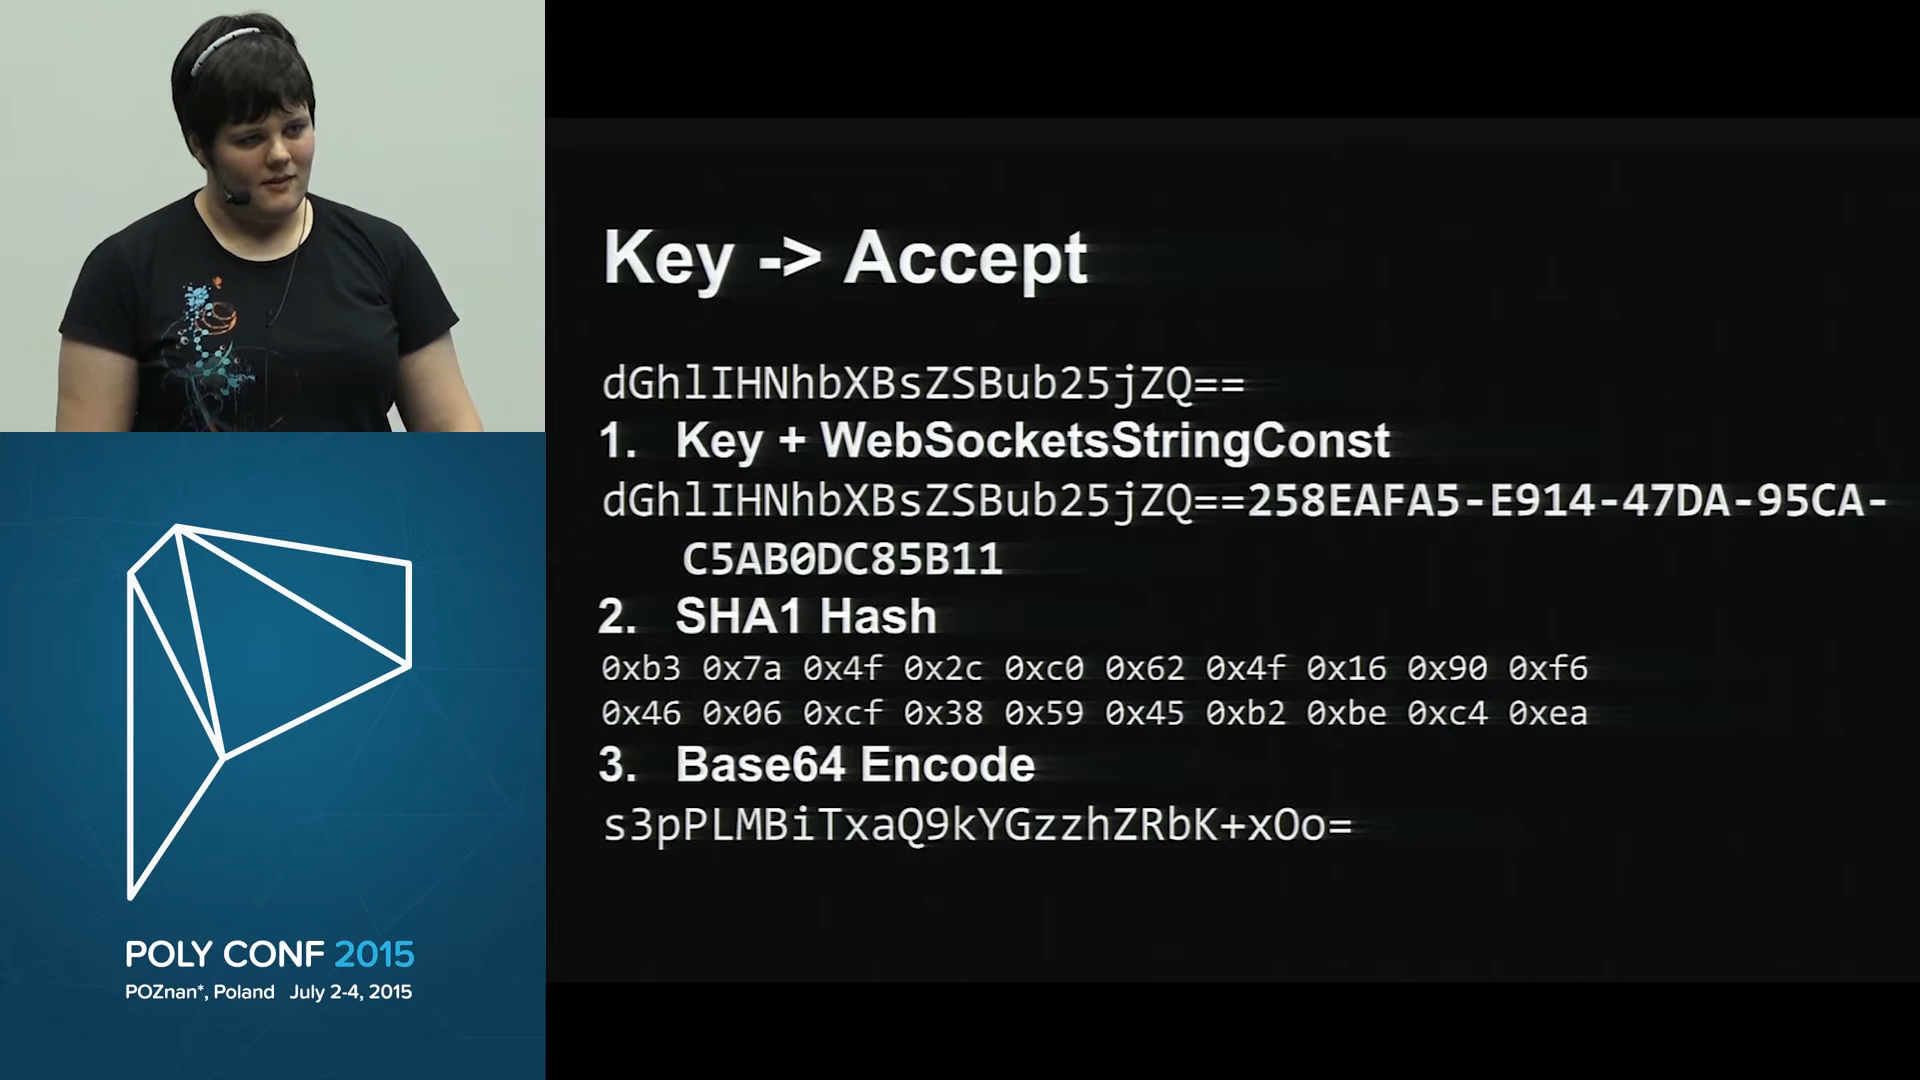 Key -> Accept
dGhlIHNhbXBsZSBub25jZQ==
1. Key + WebSocketsStringConst
dGhlIHNhbXBsZSBub25jZQ==258EAFA5-E914-47DA-95CA-
C5AB0DC85B11
2. SHA1 Hash
0xb3 0x7a 0x4f 0x2c 0xc0 0x62 0x4f 0x16 0x90 0xf6
0x46 0x06 0xcf 0x38 0x59 0x45 0xb2 0xbe 0xc4 0xea
3. Base64 Encode
s3pPLMBiTxaQ9kYGzzhZRbK+xOo=
POLY CONF 2015
POZnan*, Poland July 2-4, 2015